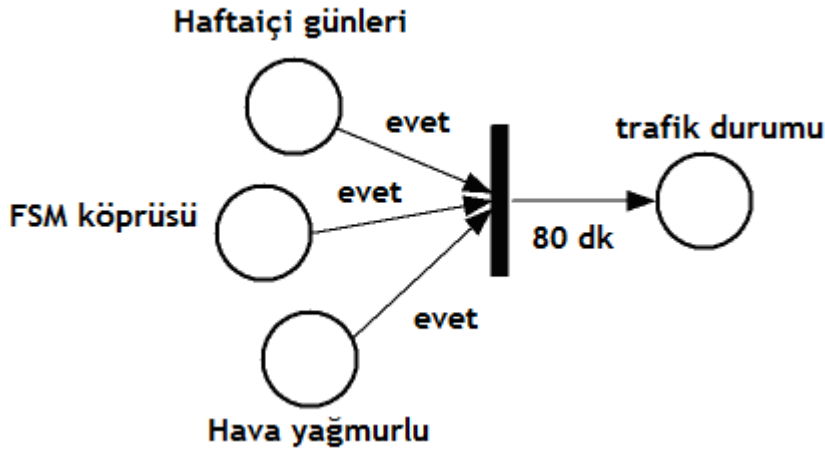 Haftaiçi günleri
evet
trafik durumu
evet
FSM köprüsü
80 dk
evet
Hava yağmurlu